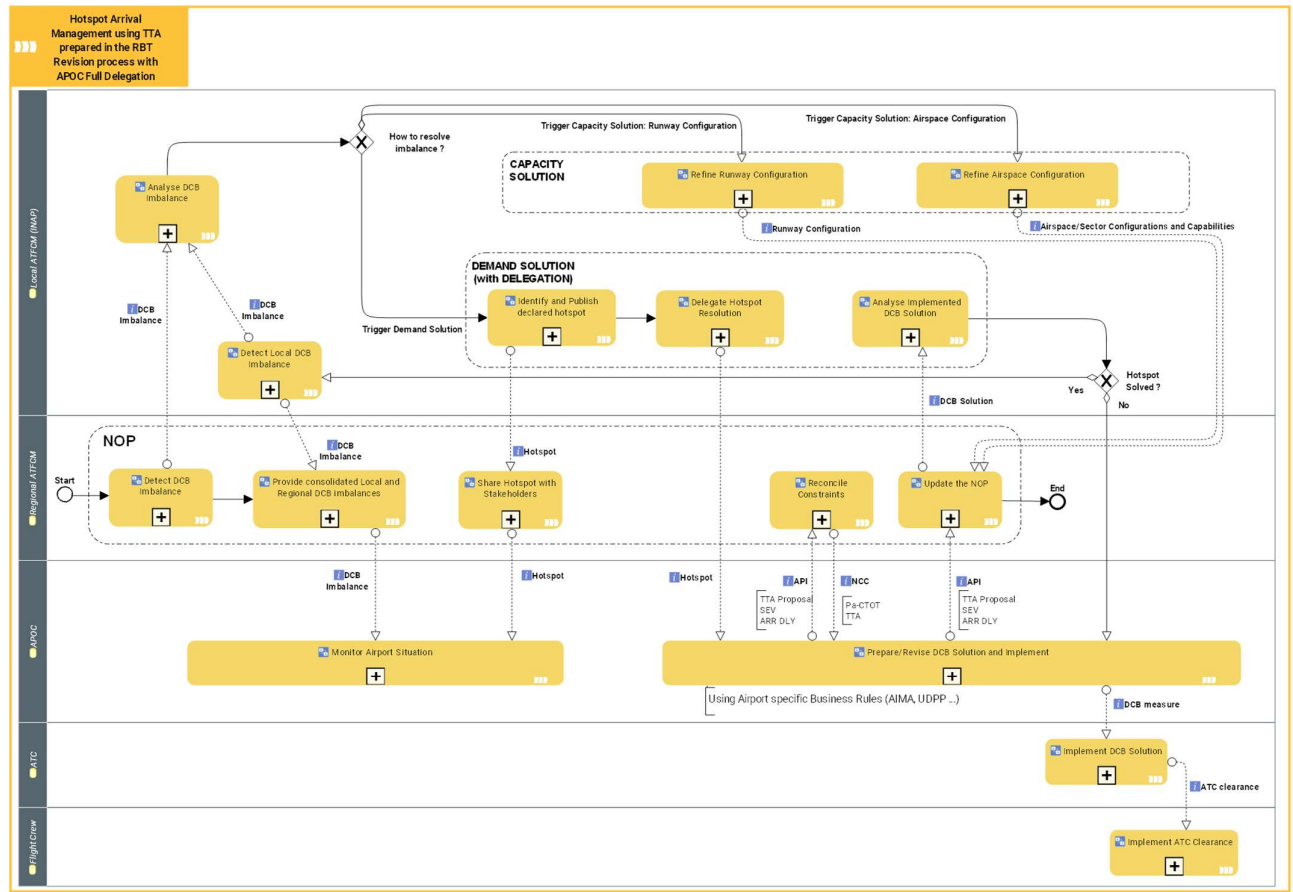 Hotspot Arrival
Management using TTA
prepared in the RBT
Revision process with
APOC Full Delegation
Local ATFCM (INAP)
How to resolve
imbalance ?
Trigger Capacity Solution: Runway Configuration
Trigger Capacity Solution: Airspace Configuration
CAPACITY
SOLUTION
Refine Runway Configuration
Refine Airspace Configuration
Analyse DCB
Imbalance
Runway Configuration
Airspace/Sector Configurations and Capabilities
DEMAND SOLUTION
(with DELEGATION)
Identify and Publish
declared hotspot
Delegate Hotspot
Resolution
Analyse Implemented
DCB Solution
DCB
Imbalance
DCB
Imbalance
Trigger Demand Solution
Detect Local DCB
Imbalance
Hotspot
Solved ?
Yes
No
DCB Solution
Regional ATFCM
NOP
DCB
Imbalance
Hotspot
Start
Detect DCB
Imbalance
Provide consolidated Local and
Regional DCB imbalances
Share Hotspot with
Stakeholders
Reconcile
Constraints
Update the NOP
End
APOC
DCB
Imbalance
Hotspot
Hotspot
API
TTA Proposal
SEV
ARR DLY
NCC
Pa-CTOT
TTA
API
TTA Proposal
SEV
ARR DLY
Monitor Airport Situation
Prepare/Revise DCB Solution and Implement
Using Airport specific Business Rules (AIMA, UDPP ...)
DCB measure
ATC
Implement DCB Solution
ATC clearance
Flight Crew
Implement ATC Clearance